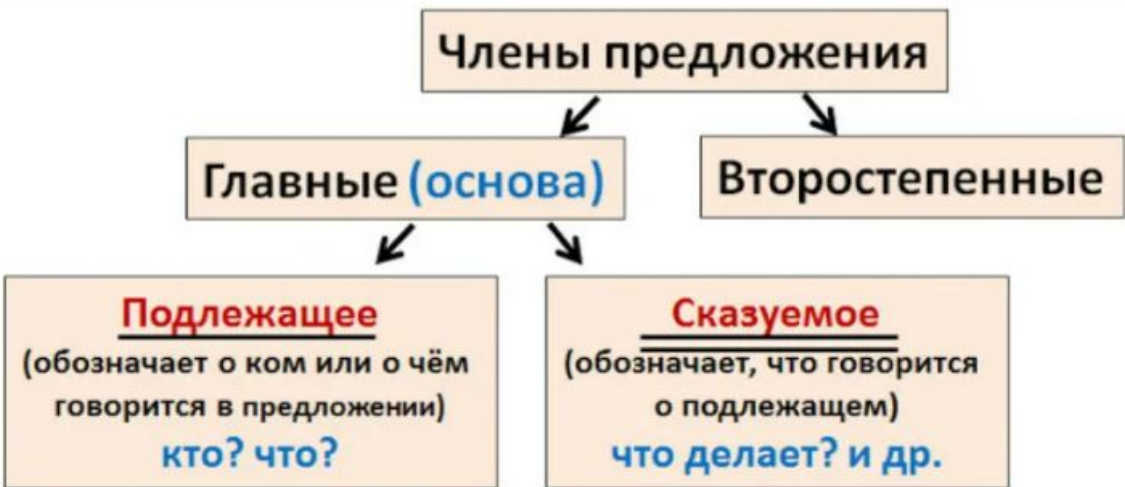 Члены предложения
Главные (основа)
Второстепенные
Подлежащее
(обозначает о ком или о чём
говорится в предложении)
кто? что?
Сказуемое
(обозначает, что говорится
о подлежащем)
что делает? и др.